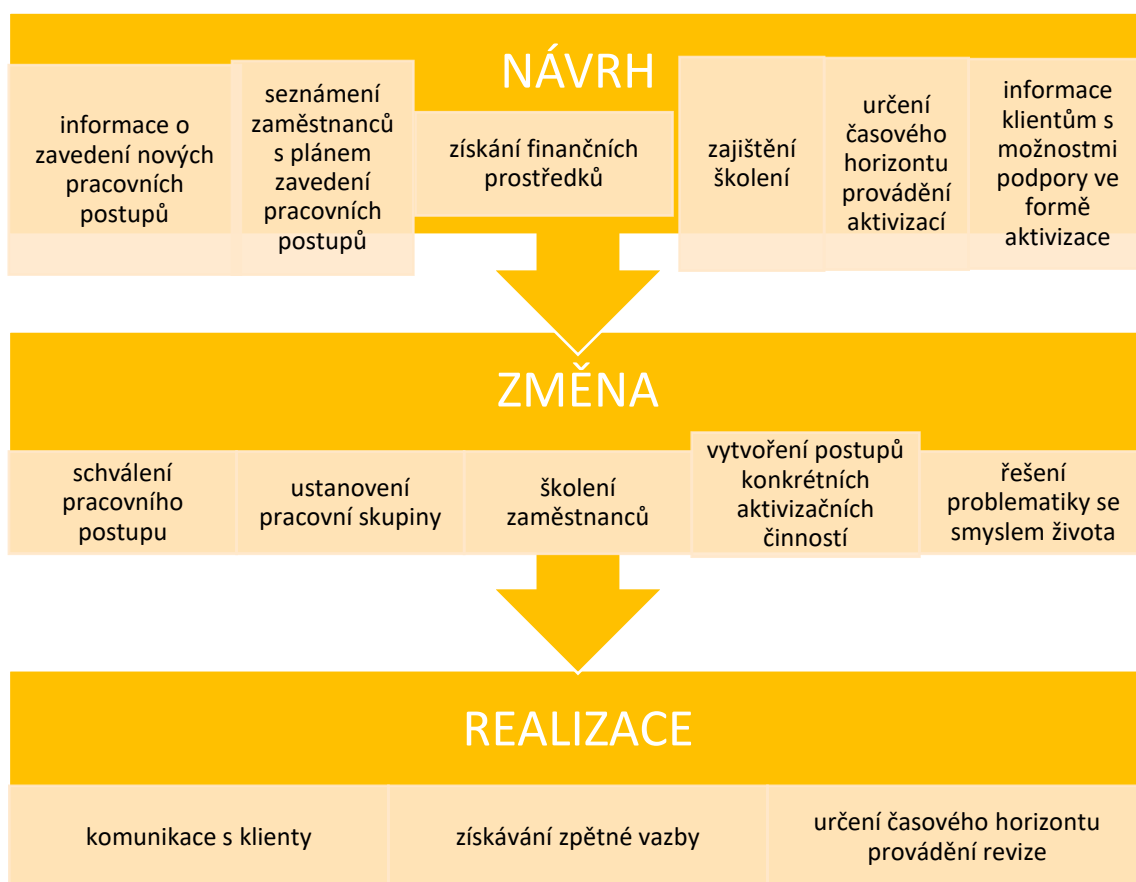 NÁVRH
informace o
zavedení nových
pracovních
postupů
seznámení
zaměstnanců
s plánem
zavedení
pracovních
postupů
získání finančních
prostředků
zajištění
školení
určení
časového
horizontu
provádění
aktivizací
informace
klientům s
možnostmi
podpory ve
formě
aktivizace
ZMĚNA
schválení
pracovního
postupu
ustanovení
pracovní skupiny
školení
zaměstnanců
vytvoření postupů
konkrétních
aktivizačních
činností
řešení
problematiky se
smyslem života
REALIZACE
komunikace s klienty
získávání zpětné vazby
určení časového horizontu
provádění revize